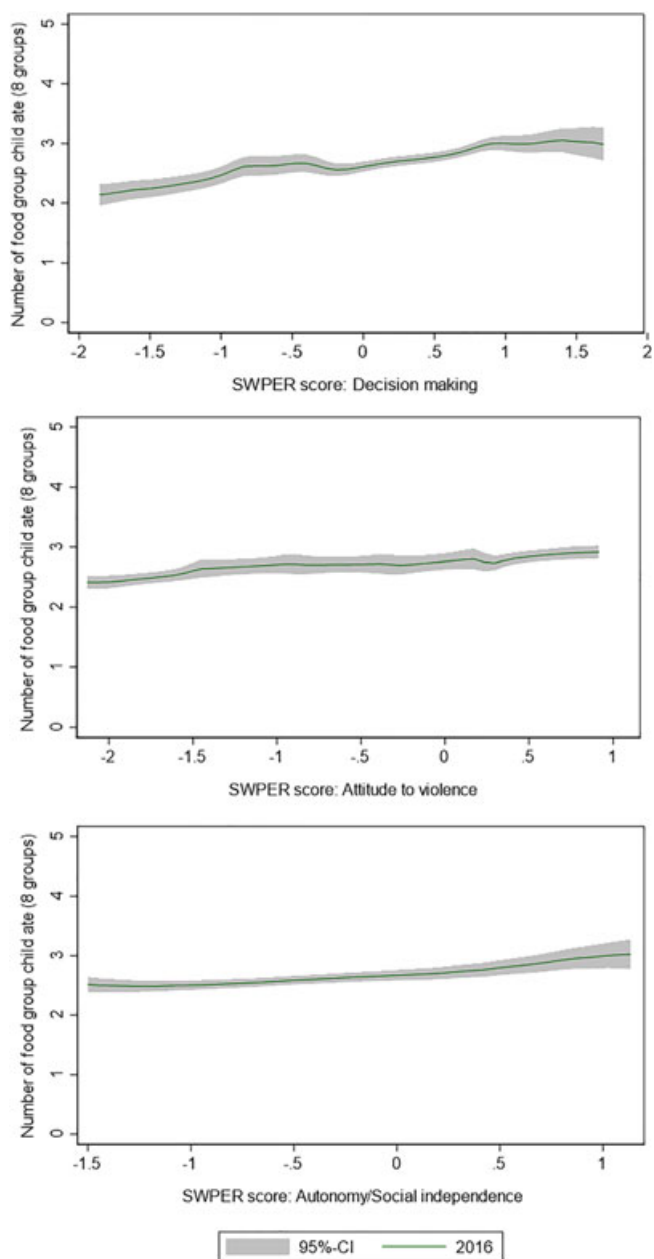 Number of food group child ate (8 groups)
5
4
3
2
1
0
-2 -1.5 -1 -.5 0 .5 1 1.5 2
SWPER score: Decision making
Number of food group child ate (8 groups)
5
4
3
2
1
0
-2 -1.5 -1 -.5 0 .5 1
SWPER score: Attitude to violence
Number of food group child ate (8 groups)
5
4
3
2
1
0
-1.5 -1 -.5 0 .5 1
SWPER score: Autonomy/Social independence
95%-CI 2016